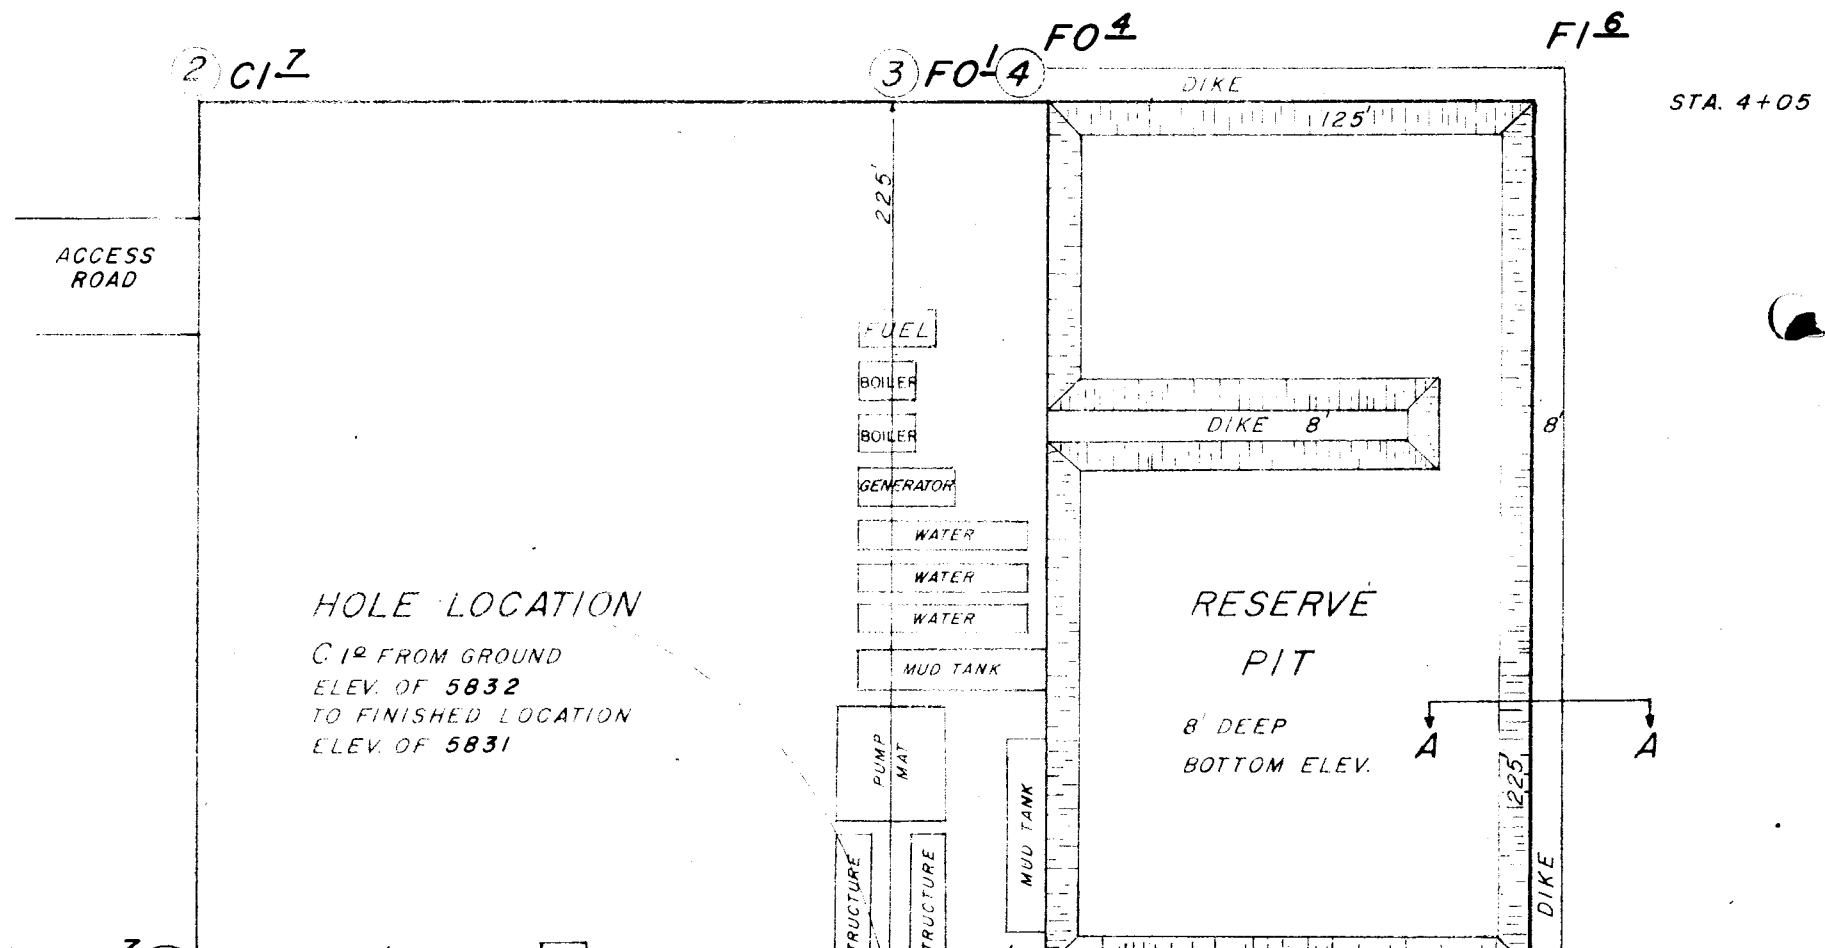 FO 4
F1 6
2 C1 7
3 FO 1 4
DIKE
STA. 4+05
125'
225'
ACCESS
ROAD
FUEL
BOILER
DIKE 8'
8'
BOILER
GENERATOR
WATER
WATER
WATER
HOLE LOCATION
C 1 0 FROM GROUND
ELEV. OF 5832
TO FINISHED LOCATION
ELEV. OF 5831
MUD TANK
RESERVE
PIT
8' DEEP
BOTTOM ELEV.
A
A
PUMP
MAT
225'
MUD TANK
TRUCTURE
TRUCTURE
DIKE